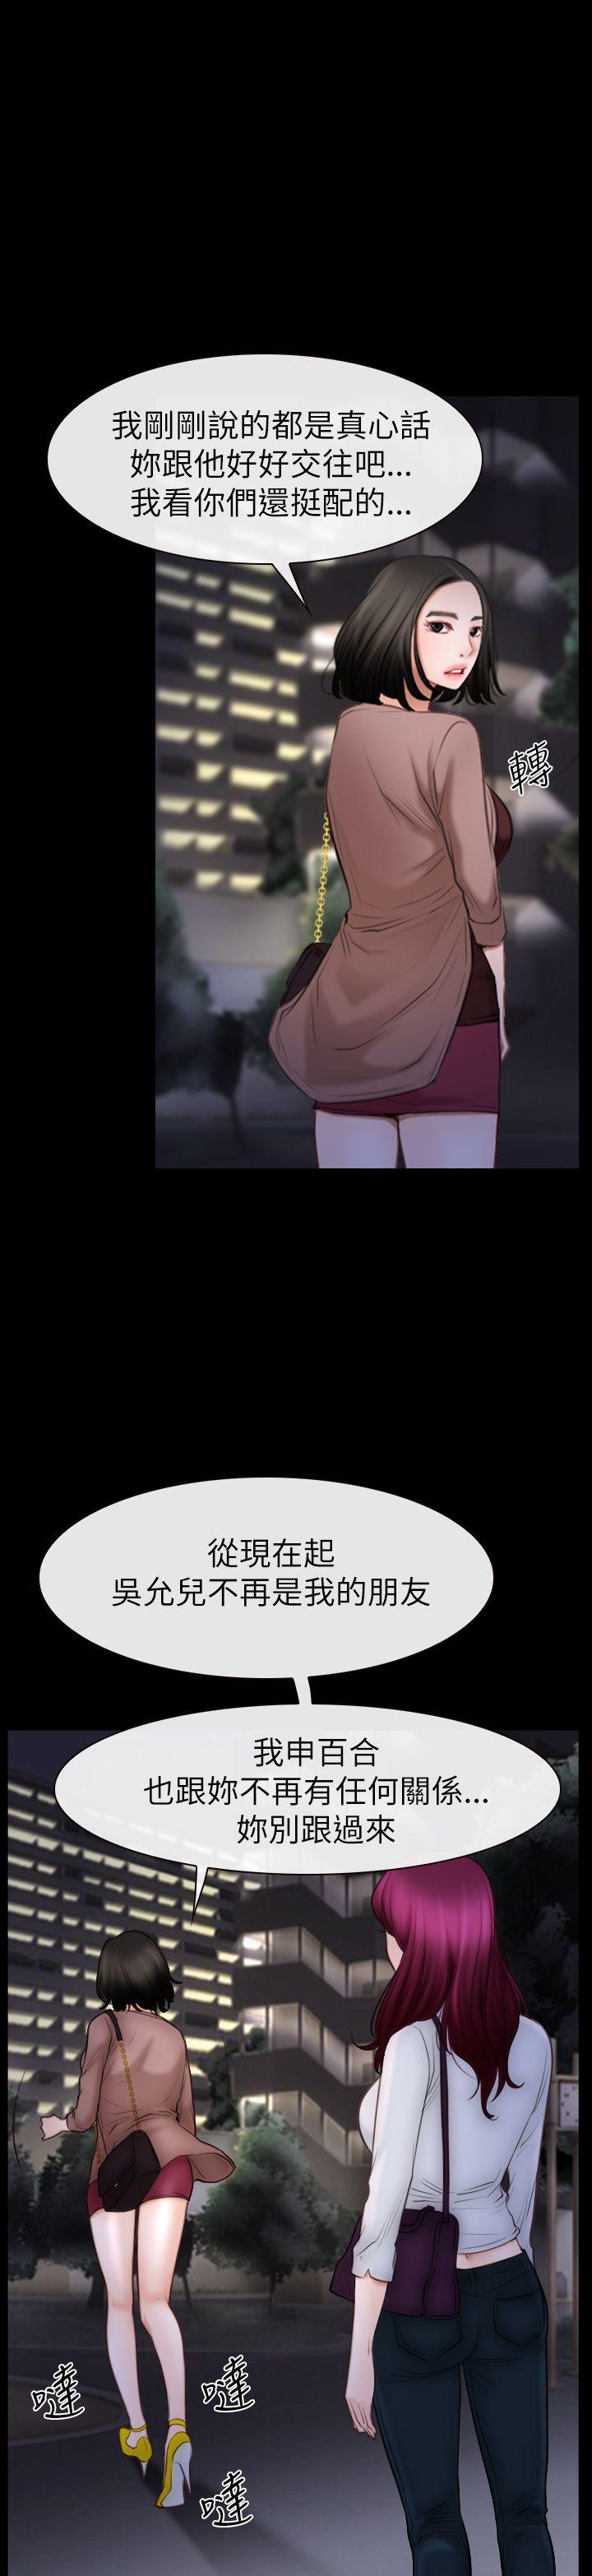 我剛剛說的都是真心話
妳跟他好好交往吧...
我看你們還挺配的...
轉
從現在起
吳允兒不再是我的朋友
我申百合
也跟妳不再有任何關係...
妳別跟過來
噠
噠
噠